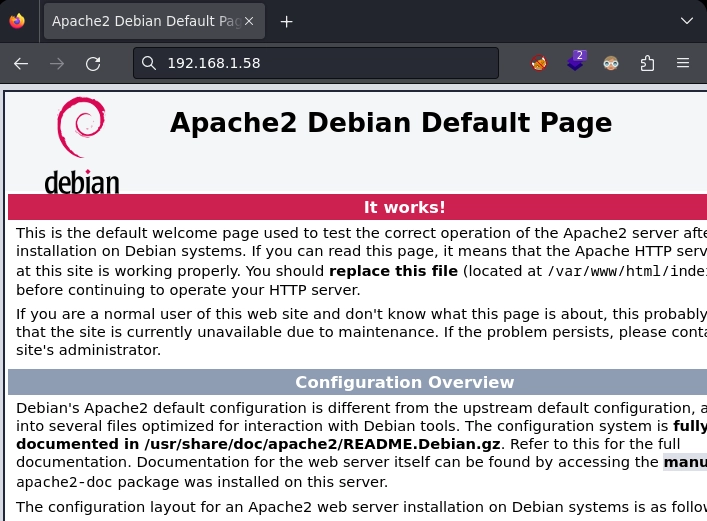 Apache2 Debian Default Pag
192.168.1.58
2
debian
Apache2 Debian Default Page
It works!
This is the default welcome page used to test the correct operation of the Apache2 server afte
installation on Debian systems. If you can read this page, it means that the Apache HTTP serv
at this site is working properly. You should replace this file (located at /var/www/html/index
before continuing to operate your HTTP server.
If you are a normal user of this web site and don't know what this page is about, this probably
that the site is currently unavailable due to maintenance. If the problem persists, please conta
site's administrator.
Configuration Overview
Debian's Apache2 default configuration is different from the upstream default configuration, a
into several files optimized for interaction with Debian tools. The configuration system is fully
documented in /usr/share/doc/apache2/README.Debian.gz. Refer to this for the full
documentation. Documentation for the web server itself can be found by accessing the manu
apache2-doc package was installed on this server.
The configuration layout for an Apache2 web server installation on Debian systems is as follow